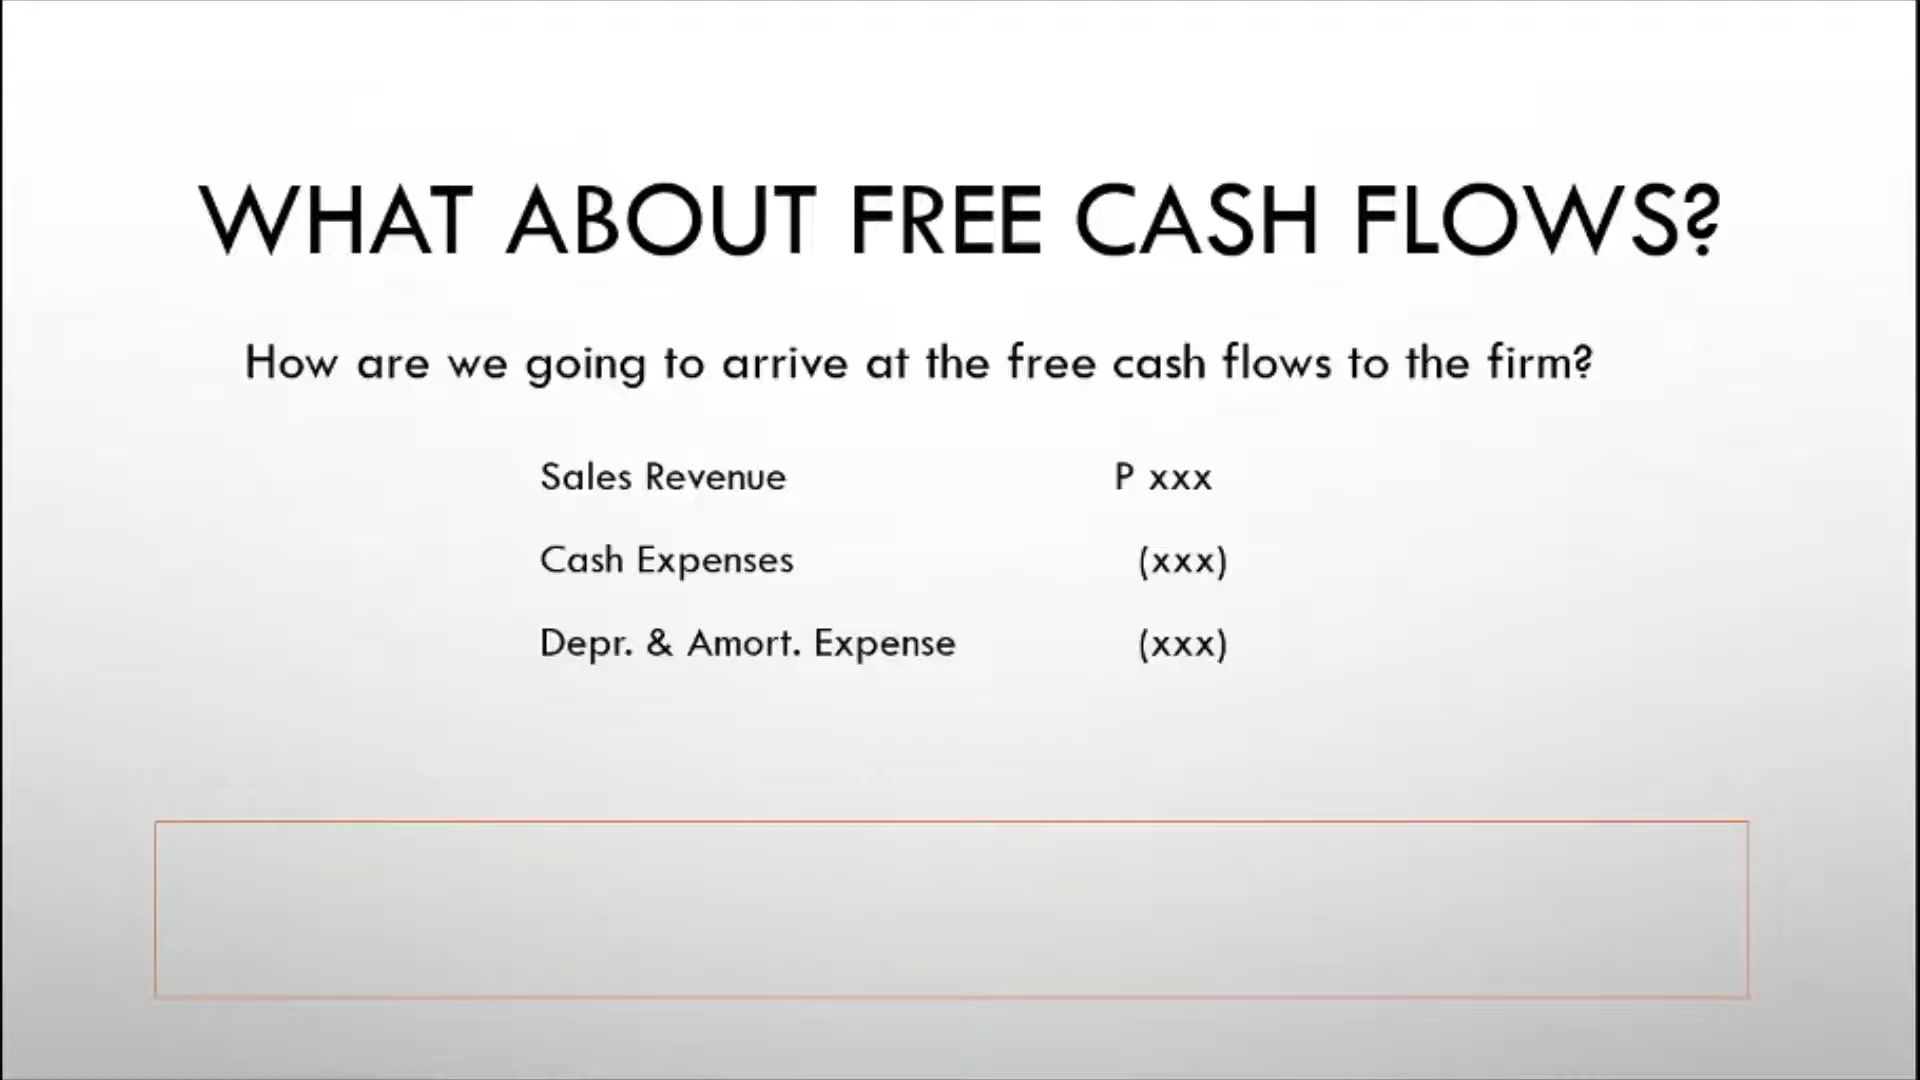 WHAT ABOUT FREE CASH FLOWS?
How are we going to arrive at the free cash flows to the firm?
Sales Revenue P xxx
Cash Expenses (xxx)
Depr. & Amort. Expense (xxx)